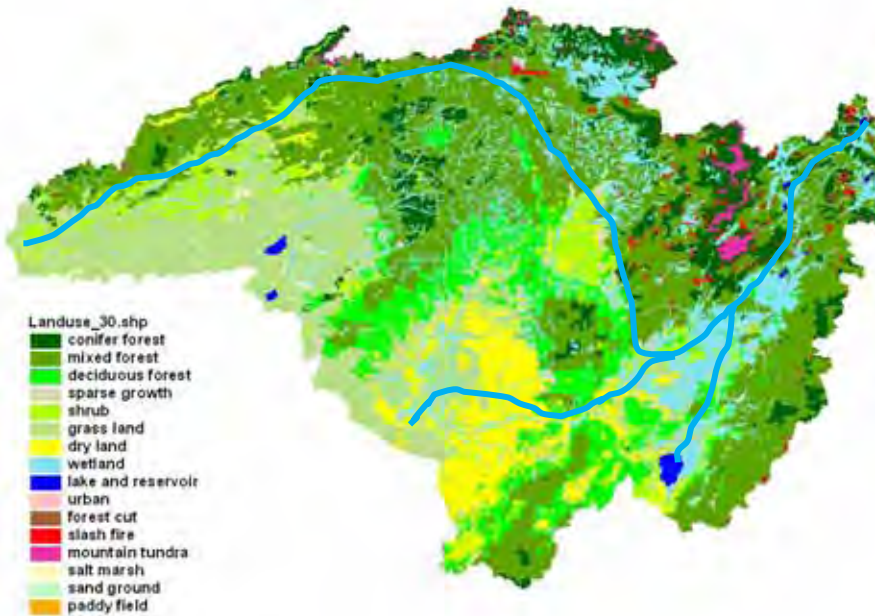 Landuse_30.shp
conifer forest
mixed forest
deciduous forest
sparse growth
shrub
grass land
dry land
wetland
lake and reservoir
urban
forest cut
slash fire
mountain tundra
salt marsh
sand ground
paddy field